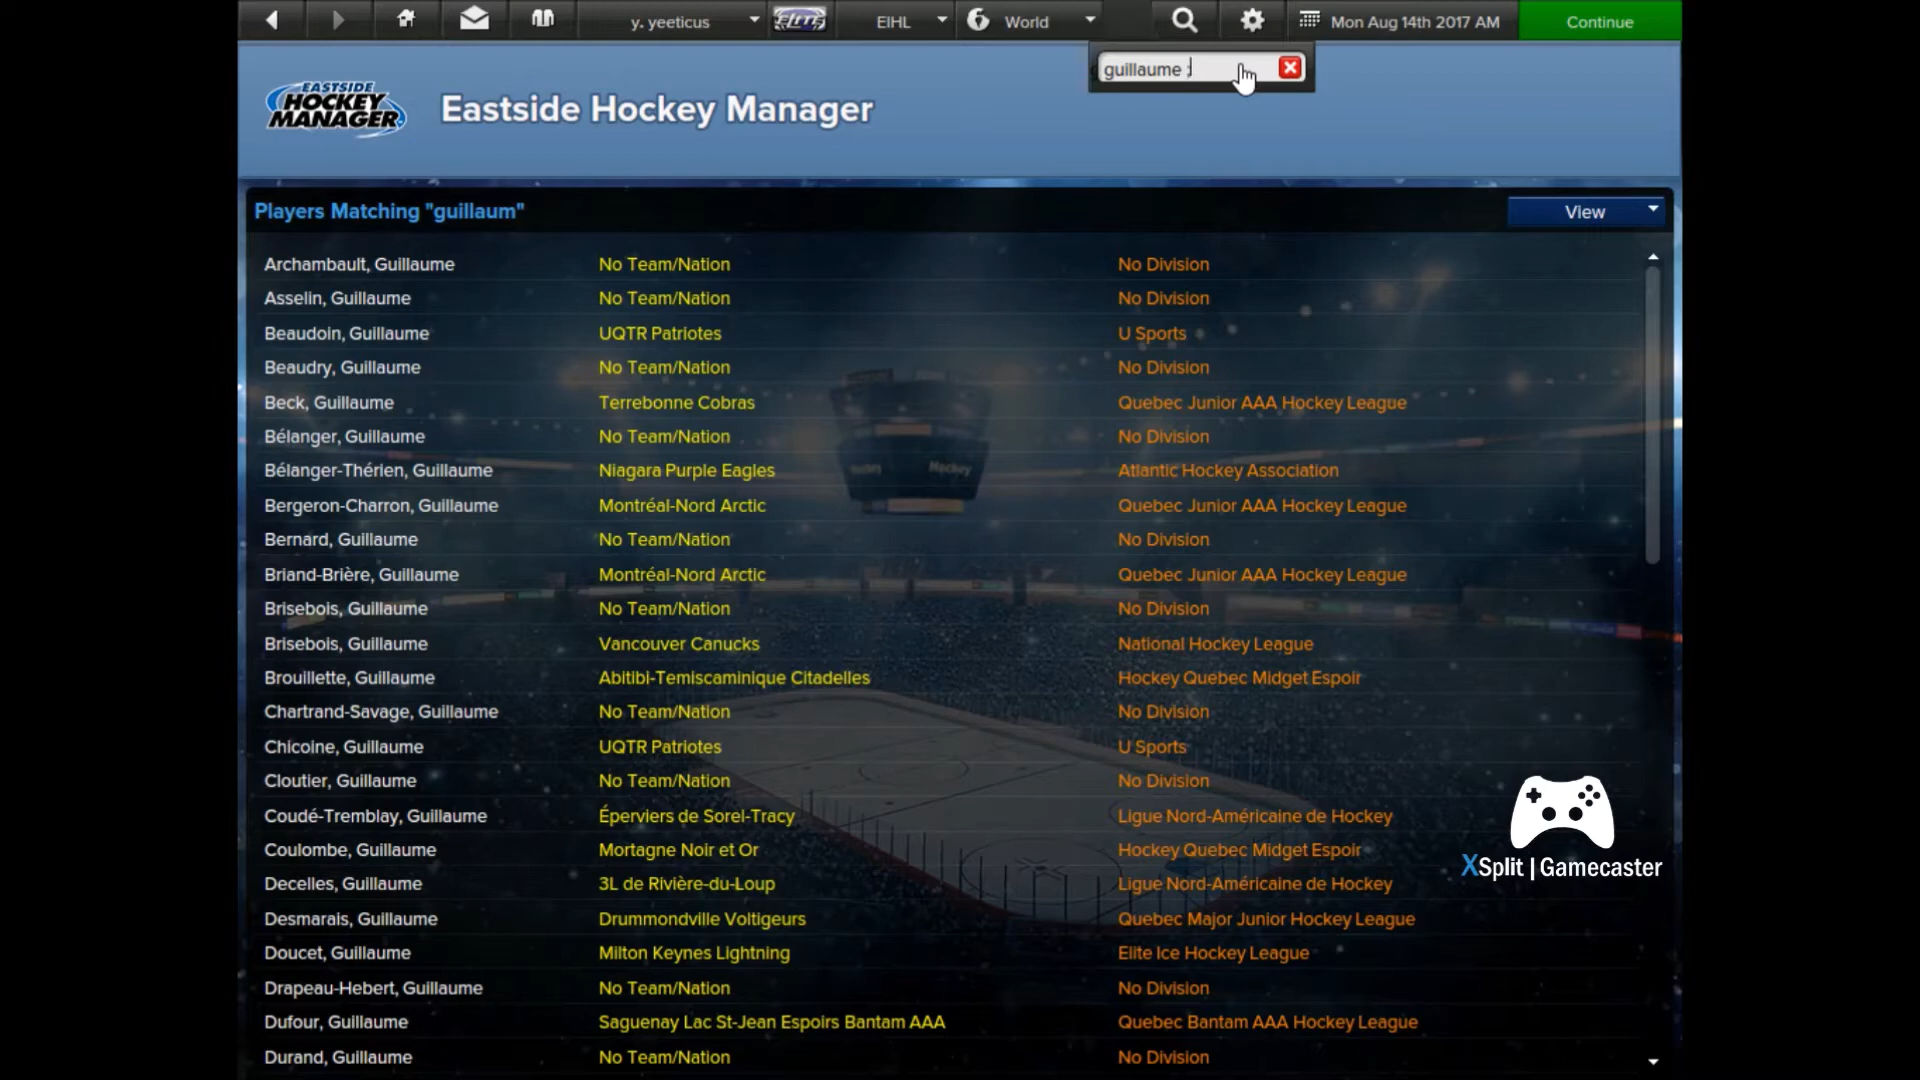 y. yeeticus
ELITE
EIHL
World
Mon Aug 14th 2017 AM
Continue
guillaume
EASTSIDE
HOCKEY
MANAGER
Eastside Hockey Manager
Players Matching "guillaum"
View
Archambault, Guillaume No Team/Nation No Division
Asselin, Guillaume No Team/Nation No Division
Beaudoin, Guillaume UQTR Patriotes U Sports
Beaudry, Guillaume No Team/Nation No Division
Beck, Guillaume Terrebonne Cobras Quebec Junior AAA Hockey League
Bélanger, Guillaume No Team/Nation No Division
Bélanger-Thérien, Guillaume Niagara Purple Eagles Atlantic Hockey Association
Bergeron-Charron, Guillaume Montréal-Nord Arctic Quebec Junior AAA Hockey League
Bernard, Guillaume No Team/Nation No Division
Briand-Brière, Guillaume Montréal-Nord Arctic Quebec Junior AAA Hockey League
Brisebois, Guillaume No Team/Nation No Division
Brisebois, Guillaume Vancouver Canucks National Hockey League
Brouillette, Guillaume Abitibi-Temiscaminique Citadelles Hockey Quebec Midget Espoir
Chartrand-Savage, Guillaume No Team/Nation No Division
Chicoine, Guillaume UQTR Patriotes U Sports
Cloutier, Guillaume No Team/Nation No Division
Coudé-Tremblay, Guillaume Éperviers de Sorel-Tracy Ligue Nord-Américaine de Hockey
Coulombe, Guillaume Mortagne Noir et Or Hockey Quebec Midget Espoir
Decelles, Guillaume 3L de Rivière-du-Loup Ligue Nord-Américaine de Hockey
Desmarais, Guillaume Drummondville Voltigeurs Quebec Major Junior Hockey League
Doucet, Guillaume Milton Keynes Lightning Elite Ice Hockey League
Drapeau-Hebert, Guillaume No Team/Nation No Division
Dufour, Guillaume Saguenay Lac St-Jean Espoirs Bantam AAA Quebec Bantam AAA Hockey League
Durand, Guillaume No Team/Nation No Division
XSplit | Gamecaster